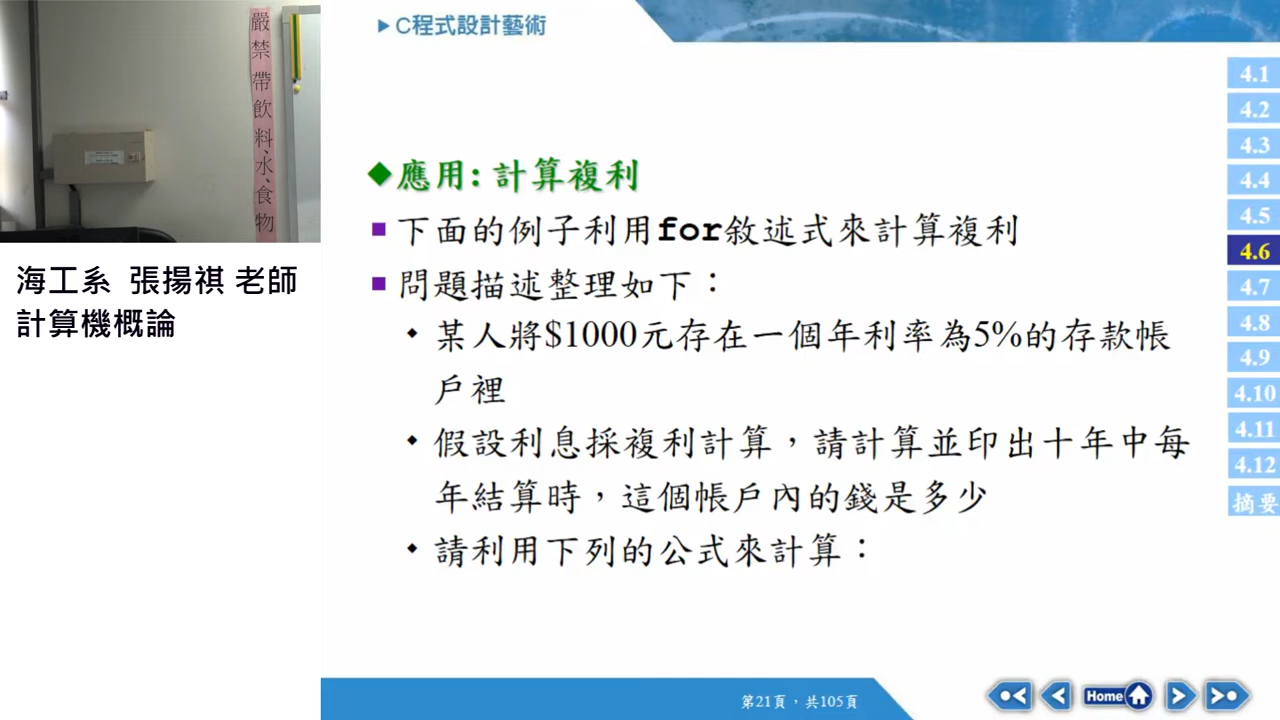 嚴禁帶飲料、水、食物
海工系 張揚祺 老師
計算機概論
C程式設計藝術
應用: 計算複利
下面的例子利用for敘述式來計算複利
問題描述整理如下：
某人將$1000元存在一個年利率為5%的存款帳
戶裡
假設利息採複利計算，請計算並印出十年中每
年結算時，這個帳戶內的錢是多少
請利用下列的公式來計算：
4.1
4.2
4.3
4.4
4.5
4.6
4.7
4.8
4.9
4.10
4.11
4.12
摘要
第21頁，共105頁
Home